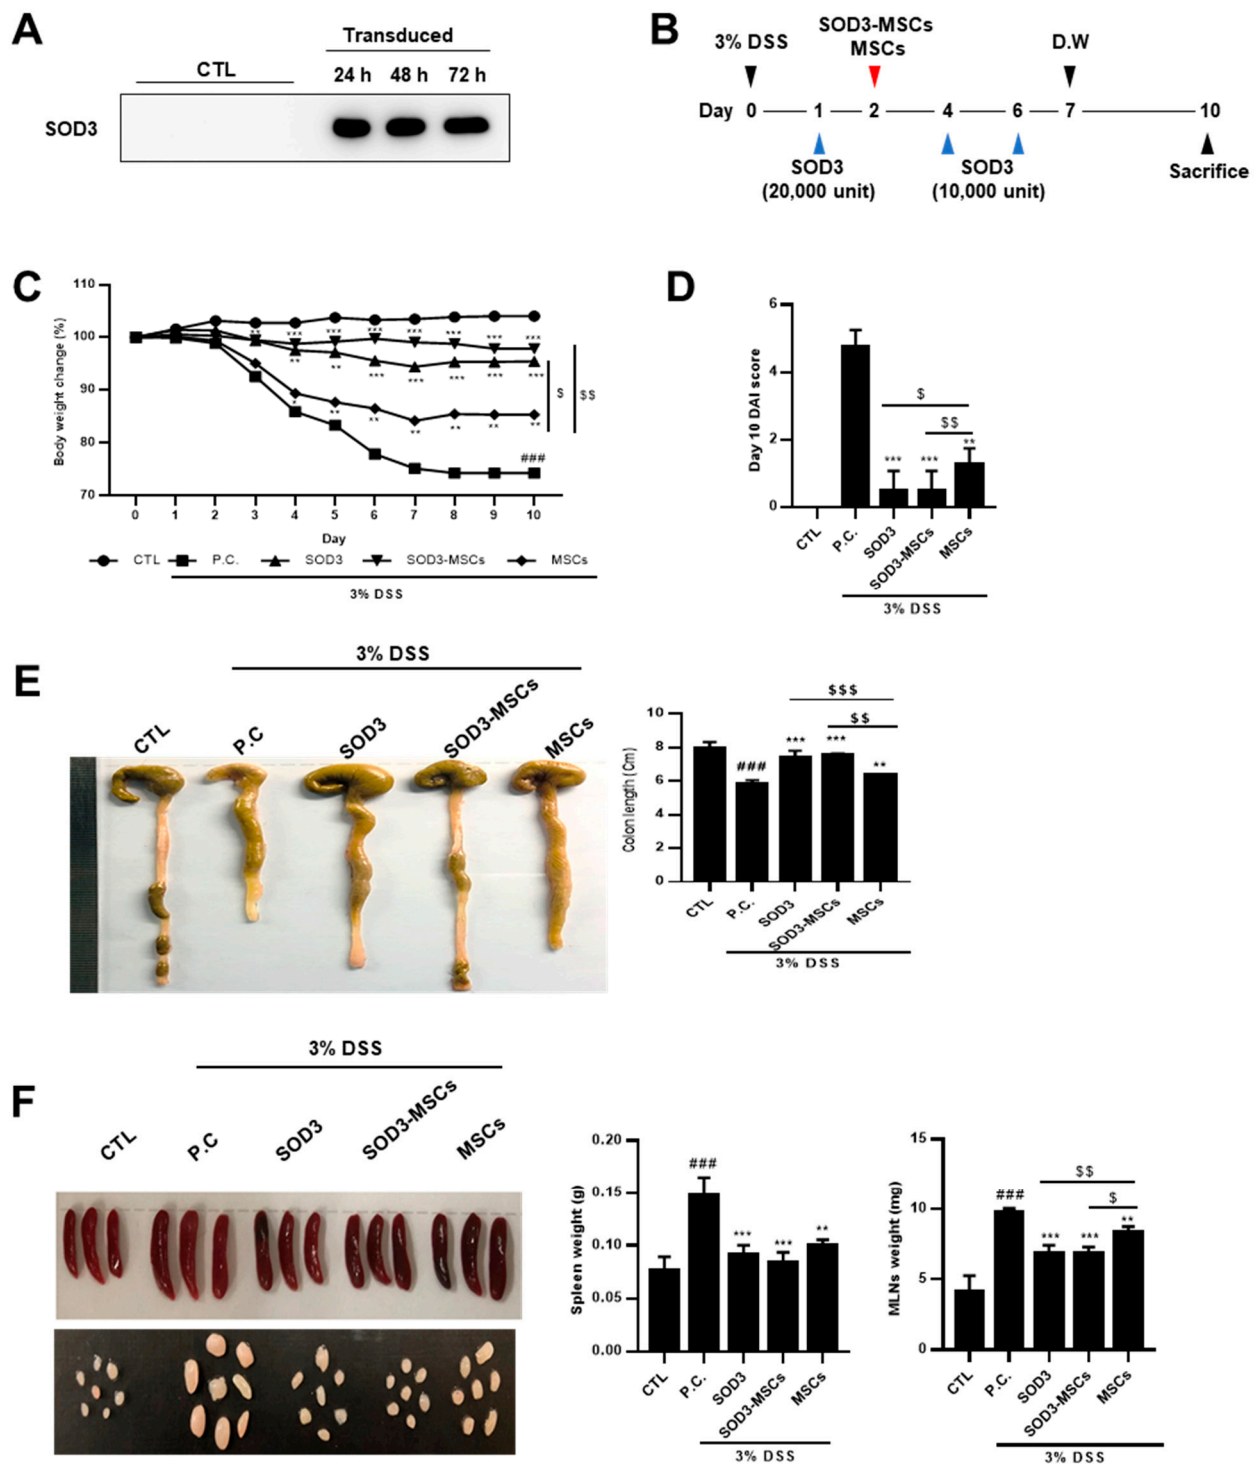 A
Transduced
CTL
24 h 48 h 72 h
SOD3
B
3% DSS
SOD3-MSCs
MSCs
D.W
Day 0 1 2 4 6 7 10
SOD3
(20,000 unit)
SOD3
(10,000 unit)
Sacrifice
C
Body weight change (%)
110
100
90
80
70
** *** *** *** *** *** *** ***
** ** *** *** *** *** ***
* ** ** ** ** ** **
###
$
$$
0 1 2 3 4 5 6 7 8 9 10
Day
CTL P.C. SOD3 SOD3-MSCs MSCs
3% DSS
D
Day 10 DAI score
6
4
2
0
$
$$
*** *** **
CTL P.C. SOD3 SOD3-MSCs MSCs
3% DSS
E
3% DSS
CTL P.C SOD3 SOD3-MSCs MSCs
Colon length (Cm)
10
8
6
4
2
0
$$$
$$
### *** *** **
CTL P.C. SOD3 SOD3-MSCs MSCs
3% DSS
F
3% DSS
CTL P.C SOD3 SOD3-MSCs MSCs
Spleen weight (g)
0.20
0.15
0.10
0.05
0.00
### *** *** **
CTL P.C. SOD3 SOD3-MSCs MSCs
3% DSS
MLNs weight (mg)
15
10
5
0
$$
$
### *** *** **
CTL P.C. SOD3 SOD3-MSCs MSCs
3% DSS